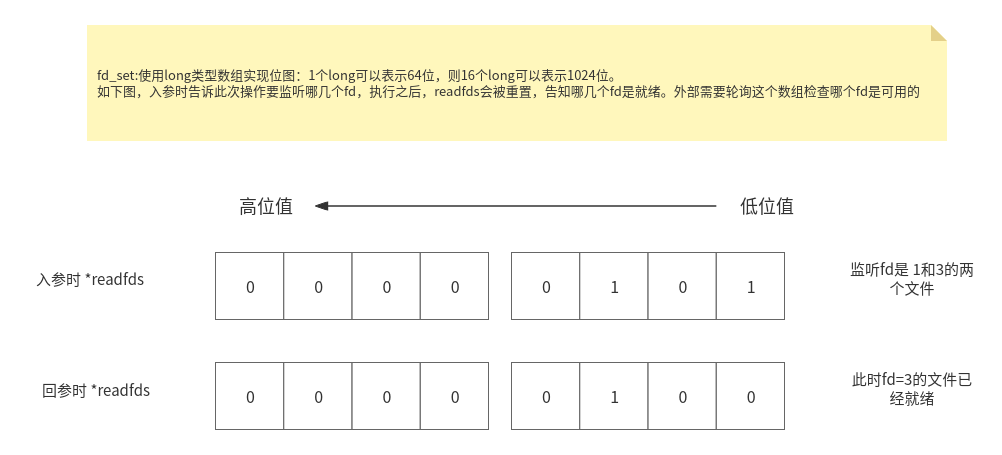 fd_set:使用long类型数组实现位图：1个long可以表示64位，则16个long可以表示1024位。
如下图，入参时告诉此次操作要监听哪几个fd，执行之后，readfds会被重置，告知哪几个fd是就绪。外部需要轮询这个数组检查哪个fd是可用的
高位值 低位值
入参时 *readfds
0 0 0 0 0 1 0 1
监听fd是 1和3的两
个文件
回参时 *readfds
0 0 0 0 0 1 0 0
此时fd=3的文件已
经就绪